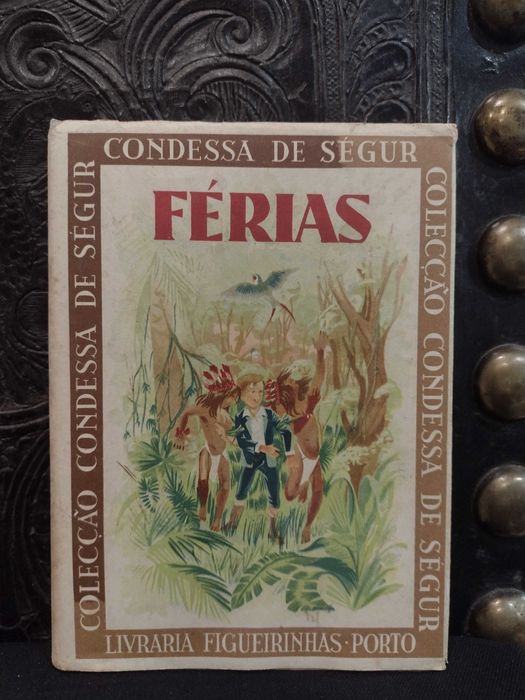 CONDESSA DE SÉGUR
FÉRIAS
COLECÇÃO CONDESSA DE SÉGUR
COLECÇÃO CONDESSA DE SÉGUR
LIVRARIA FIGUEIRINHAS · PORTO